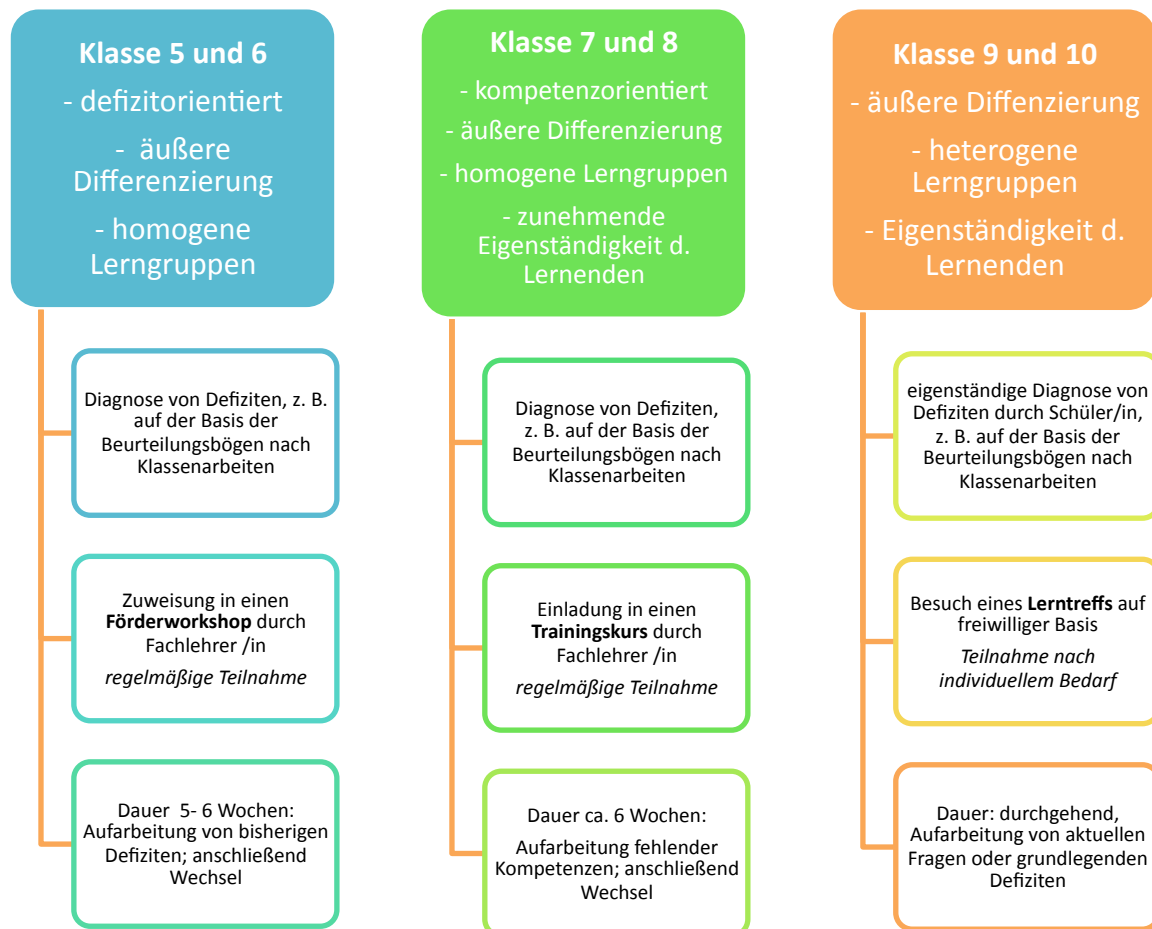 Klasse 5 und 6
- defizitorientiert
- äußere
Differenzierung
- homogene
Lerngruppen
Diagnose von Defiziten, z. B.
auf der Basis der
Beurteilungsbögen nach
Klassenarbeiten
Zuweisung in einen
Förderworkshop durch
Fachlehrer /in
regelmäßige Teilnahme
Dauer 5- 6 Wochen:
Aufarbeitung von bisherigen
Defiziten; anschließend
Wechsel
Klasse 7 und 8
- kompetenzorientiert
- äußere Differenzierung
- homogene Lerngruppen
- zunehmende
Eigenständigkeit d.
Lernenden
Diagnose von Defiziten,
z. B. auf der Basis der
Beurteilungsbögen nach
Klassenarbeiten
Einladung in einen
Trainingskurs durch
Fachlehrer /in
regelmäßige Teilnahme
Dauer ca. 6 Wochen:
Aufarbeitung fehlender
Kompetenzen; anschließend
Wechsel
Klasse 9 und 10
- äußere Diffenzierung
- heterogene
Lerngruppen
- Eigenständigkeit d.
Lernenden
eigenständige Diagnose von
Defiziten durch Schüler/in,
z. B. auf der Basis der
Beurteilungsbögen nach
Klassenarbeiten
Besuch eines Lerntreffs auf
freiwilliger Basis
Teilnahme nach
individuellem Bedarf
Dauer: durchgehend,
Aufarbeitung von aktuellen
Fragen oder grundlegenden
Defiziten